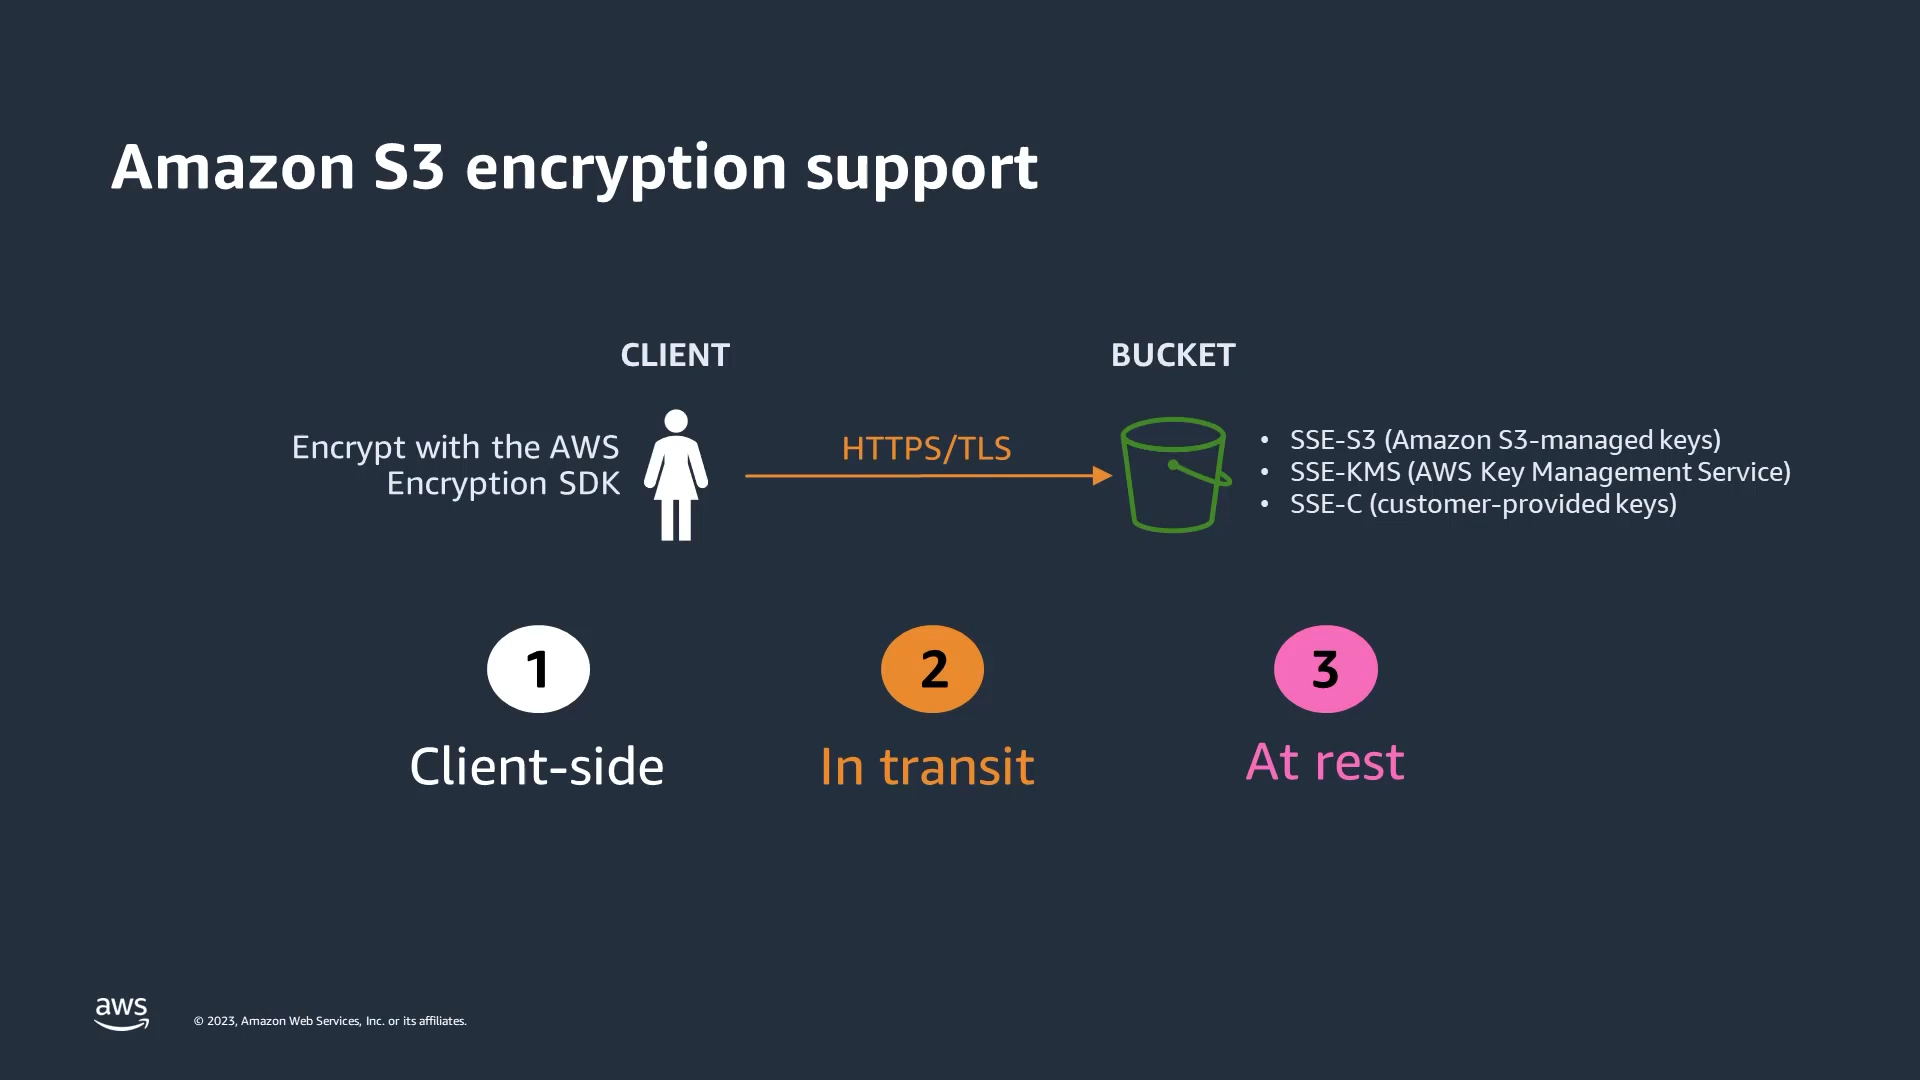 Amazon S3 encryption support
CLIENT
BUCKET
Encrypt with the AWS
Encryption SDK
HTTPS/TLS
• SSE-S3 (Amazon S3-managed keys)
• SSE-KMS (AWS Key Management Service)
• SSE-C (customer-provided keys)
1
2
3
Client-side
In transit
At rest
aws
© 2023, Amazon Web Services, Inc. or its affiliates.